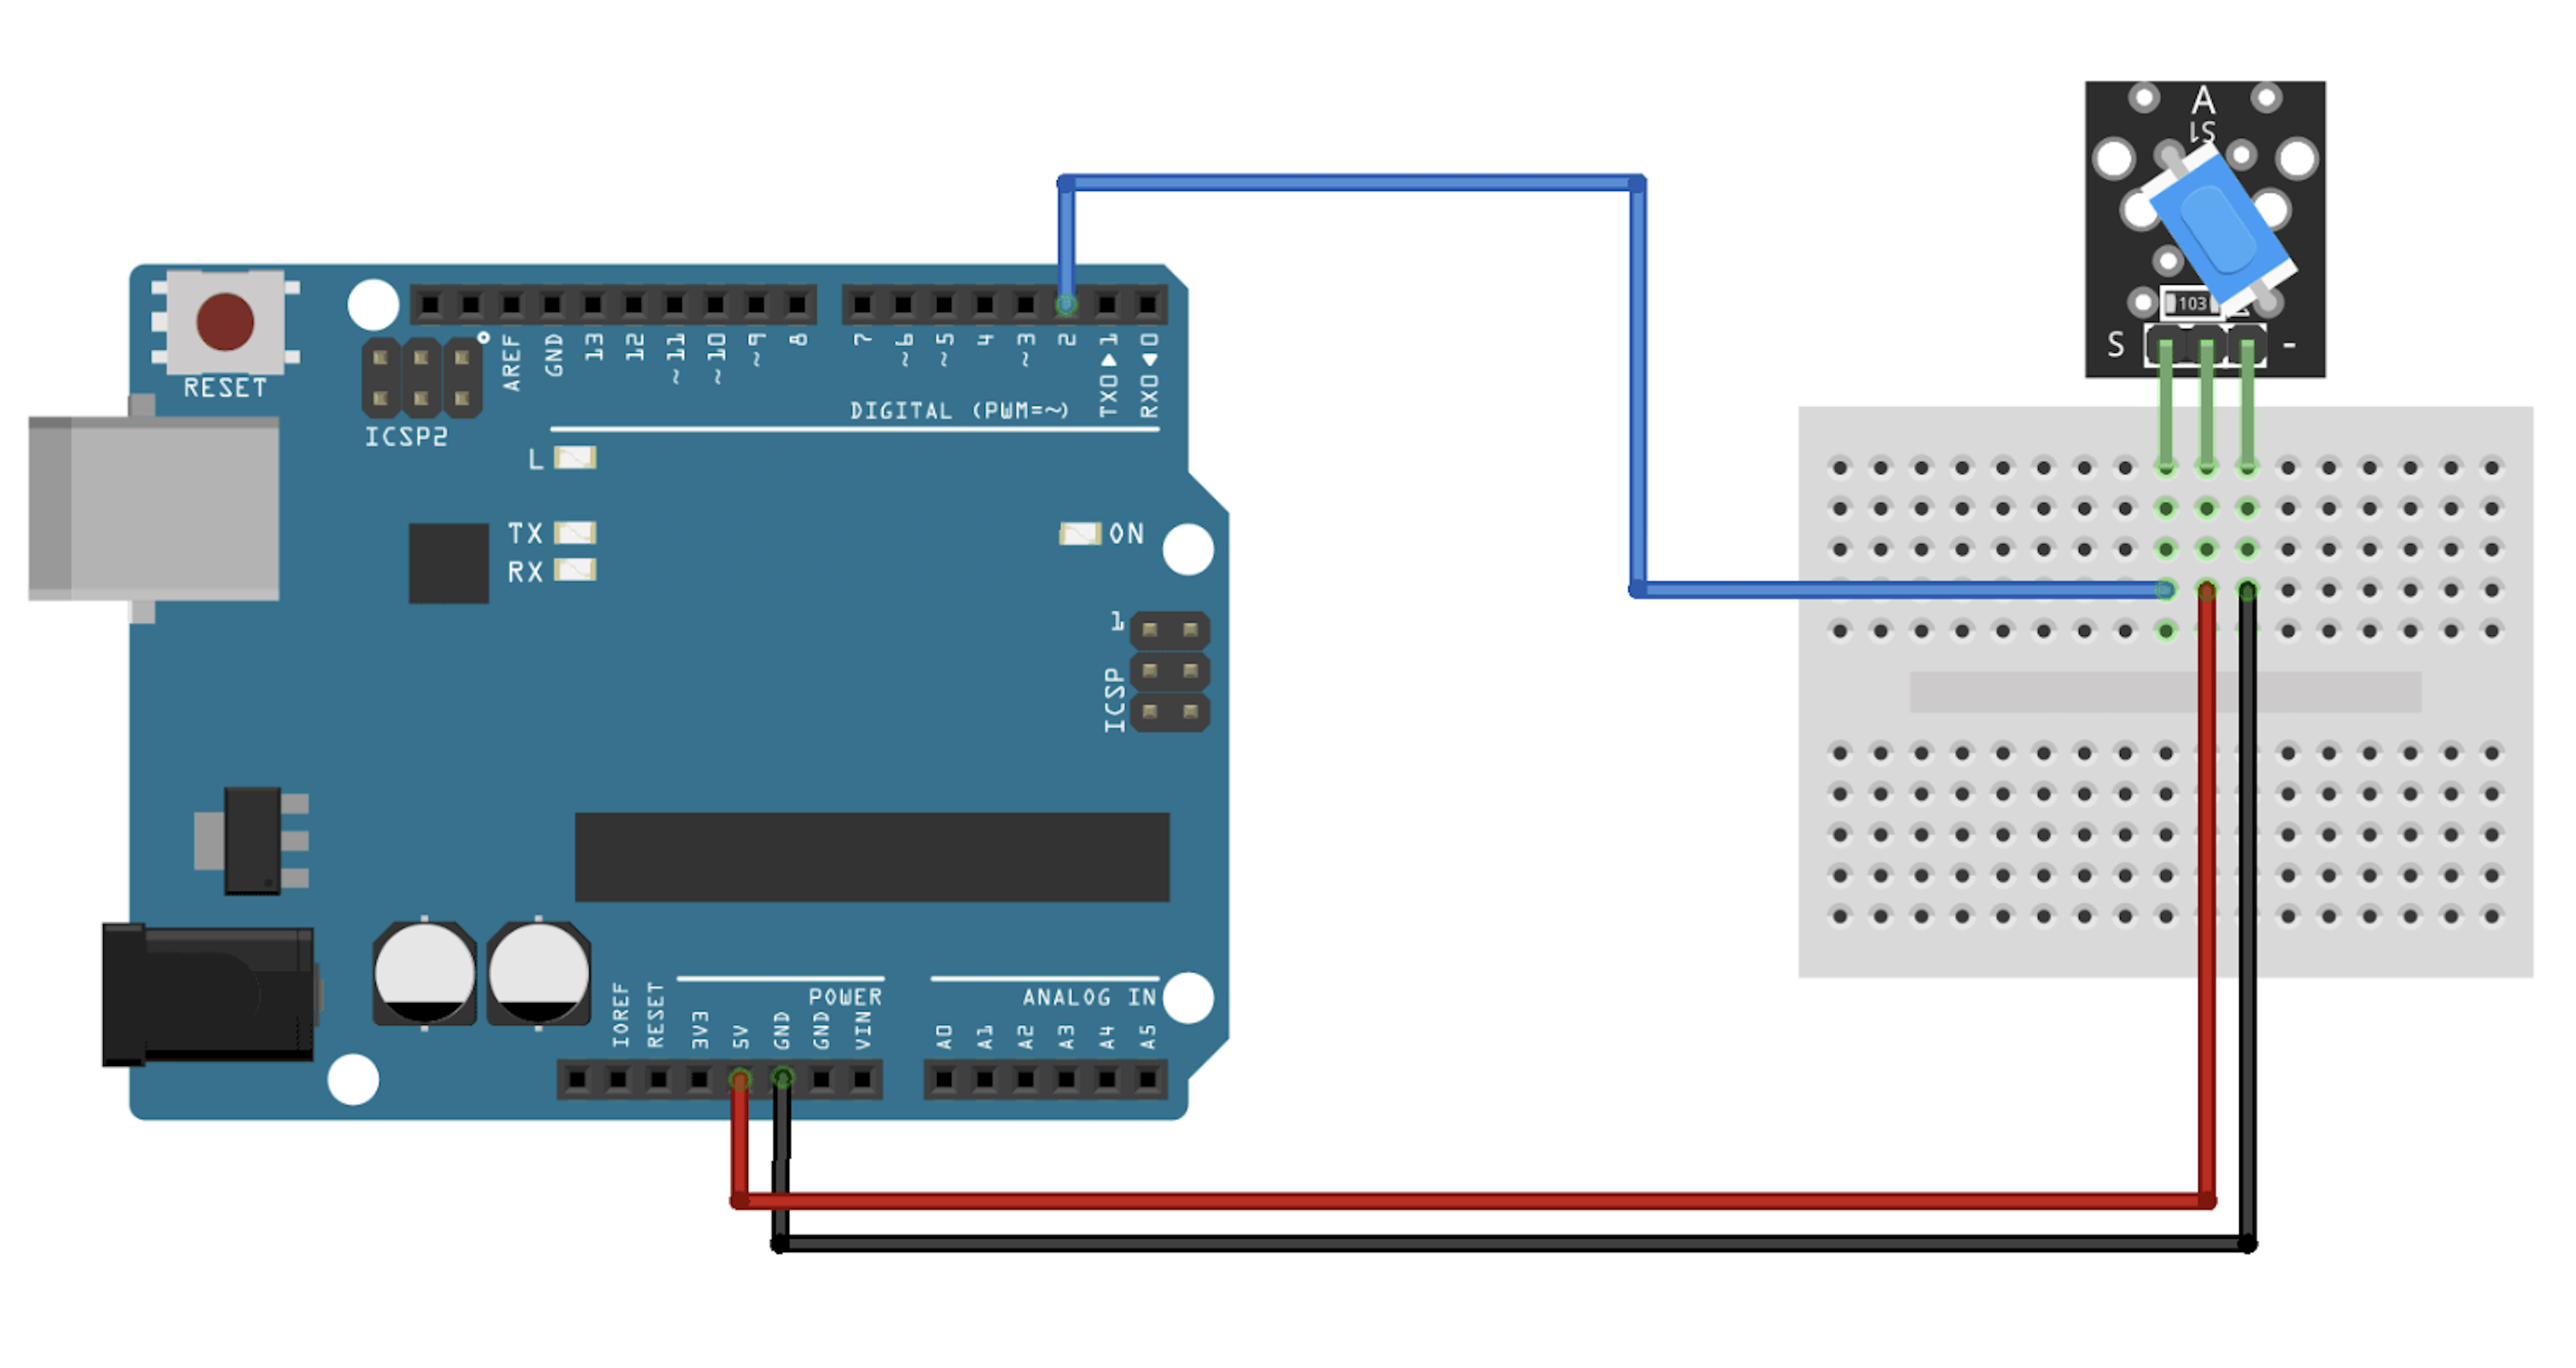 A
S1
103
S
-
RESET
ICSP2
AREF
GND
13
12
~11
~10
~9
8
7
~6
~5
4
~3
2
TX0▶1
RX0◀0
DIGITAL (PWM=~)
L
TX
RX
ON
1
ICSP
POWER
ANALOG IN
IOREF
RESET
3V3
5V
GND
GND
VIN
A0
A1
A2
A3
A4
A5